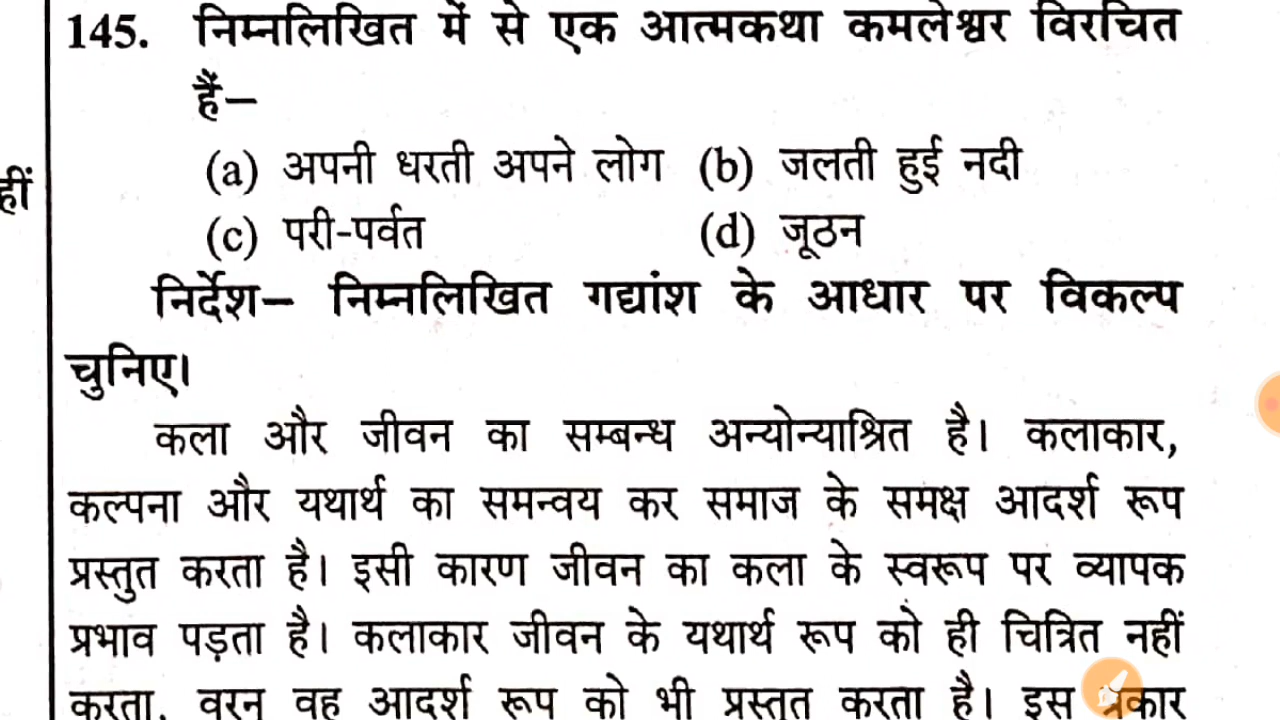 145. निम्नलिखित में से एक आत्मकथा कमलेश्वर विरचित
हैं–
(a) अपनी धरती अपने लोग (b) जलती हुई नदी
(c) परी-पर्वत (d) जूठन
निर्देश– निम्नलिखित गद्यांश के आधार पर विकल्प
चुनिए।
हीं
कला और जीवन का सम्बन्ध अन्योन्याश्रित है। कलाकार,
कल्पना और यथार्थ का समन्वय कर समाज के समक्ष आदर्श रूप
प्रस्तुत करता है। इसी कारण जीवन का कला के स्वरूप पर व्यापक
प्रभाव पड़ता है। कलाकार जीवन के यथार्थ रूप को ही चित्रित नहीं
करता, वरन् वह आदर्श रूप को भी प्रस्तुत करता है। इस प्रकार